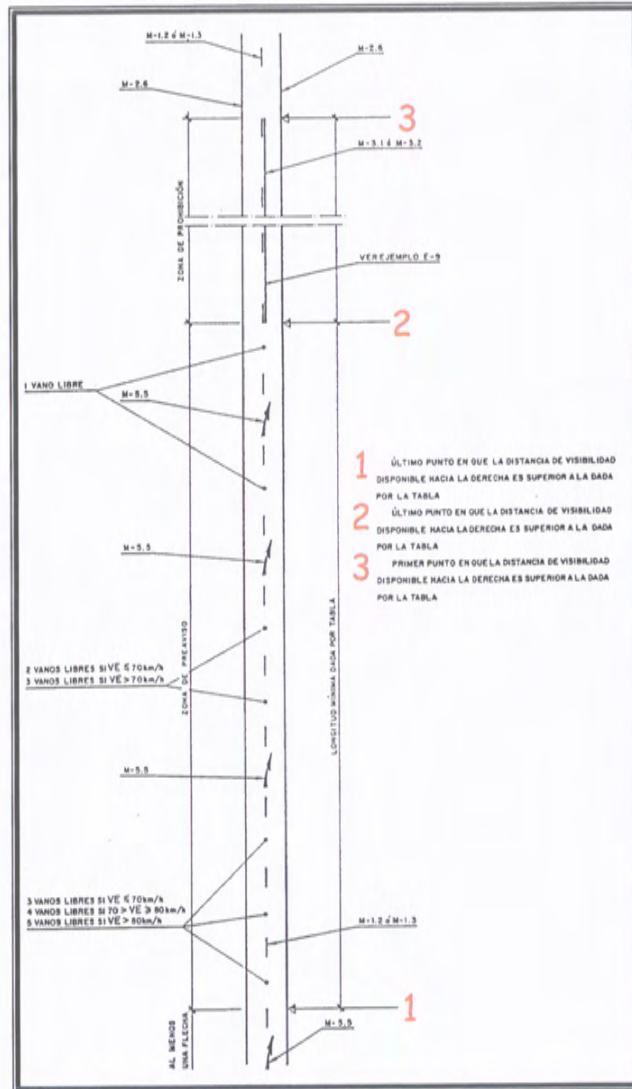 M-1.2 ó M-1.3
M-2.6
M-2.6
3
M-3.1 ó M-3.2
ZONA DE PROHIBICIÓN
VER EJEMPLO E-9
2
1 VANO LIBRE
M-5.5
1 ÚLTIMO PUNTO EN QUE LA DISTANCIA DE VISIBILIDAD
DISPONIBLE HACIA LA DERECHA ES SUPERIOR A LA DADA
POR LA TABLA
2 ÚLTIMO PUNTO EN QUE LA DISTANCIA DE VISIBILIDAD
DISPONIBLE HACIA LA DERECHA ES SUPERIOR A LA DADA
POR LA TABLA
3 PRIMER PUNTO EN QUE LA DISTANCIA DE VISIBILIDAD
DISPONIBLE HACIA LA DERECHA ES SUPERIOR A LA DADA
POR LA TABLA
M-5.5
ZONA DE PREAVISO
LONGITUD MÍNIMA DADA POR TABLA
2 VANOS LIBRES SI VE ≤ 70km/h
3 VANOS LIBRES SI VE > 70km/h
M-5.5
3 VANOS LIBRES SI VE ≤ 70km/h
4 VANOS LIBRES SI 70 > VE ≥ 80km/h
5 VANOS LIBRES SI VE > 80km/h
M-1.2 ó M-1.3
1
AL MENOS
UNA FLECHA
M-5.5